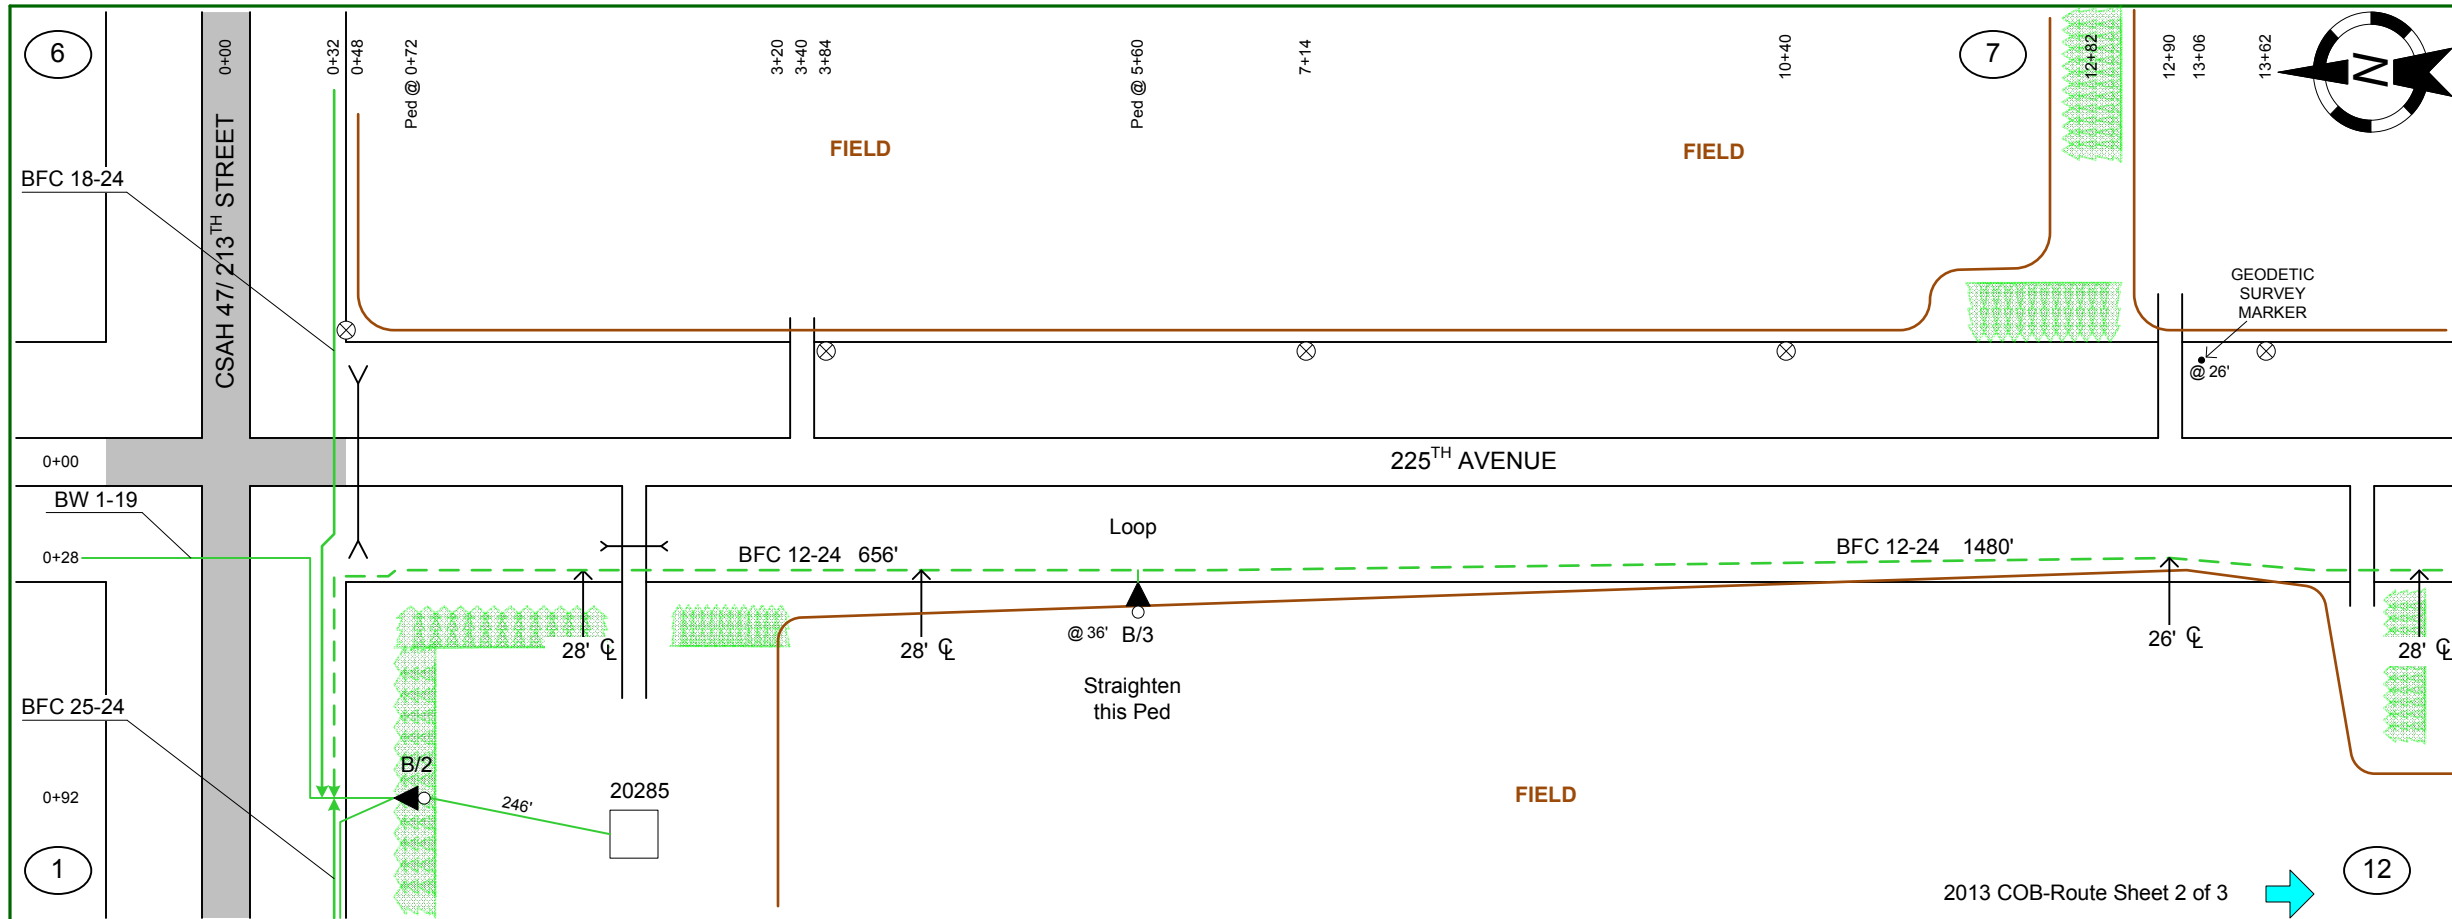 6
0+00
0+32
0+48
Ped @ 0+72
3+20
3+40
3+84
Ped @ 5+60
7+14
10+40
7
12+82
12+90
13+06
13+62
N
CSAH 47/ 213TH STREET
FIELD
FIELD
BFC 18-24
GEODETIC
SURVEY
MARKER
@ 26'
0+00
225TH AVENUE
BW 1-19
0+28
Loop
BFC 12-24 656'
BFC 12-24 1480'
28' ℄
28' ℄
@ 36' B/3
26' ℄
28' ℄
Straighten
this Ped
BFC 25-24
B/2
0+92
246'
20285
FIELD
1
12
2013 COB-Route Sheet 2 of 3